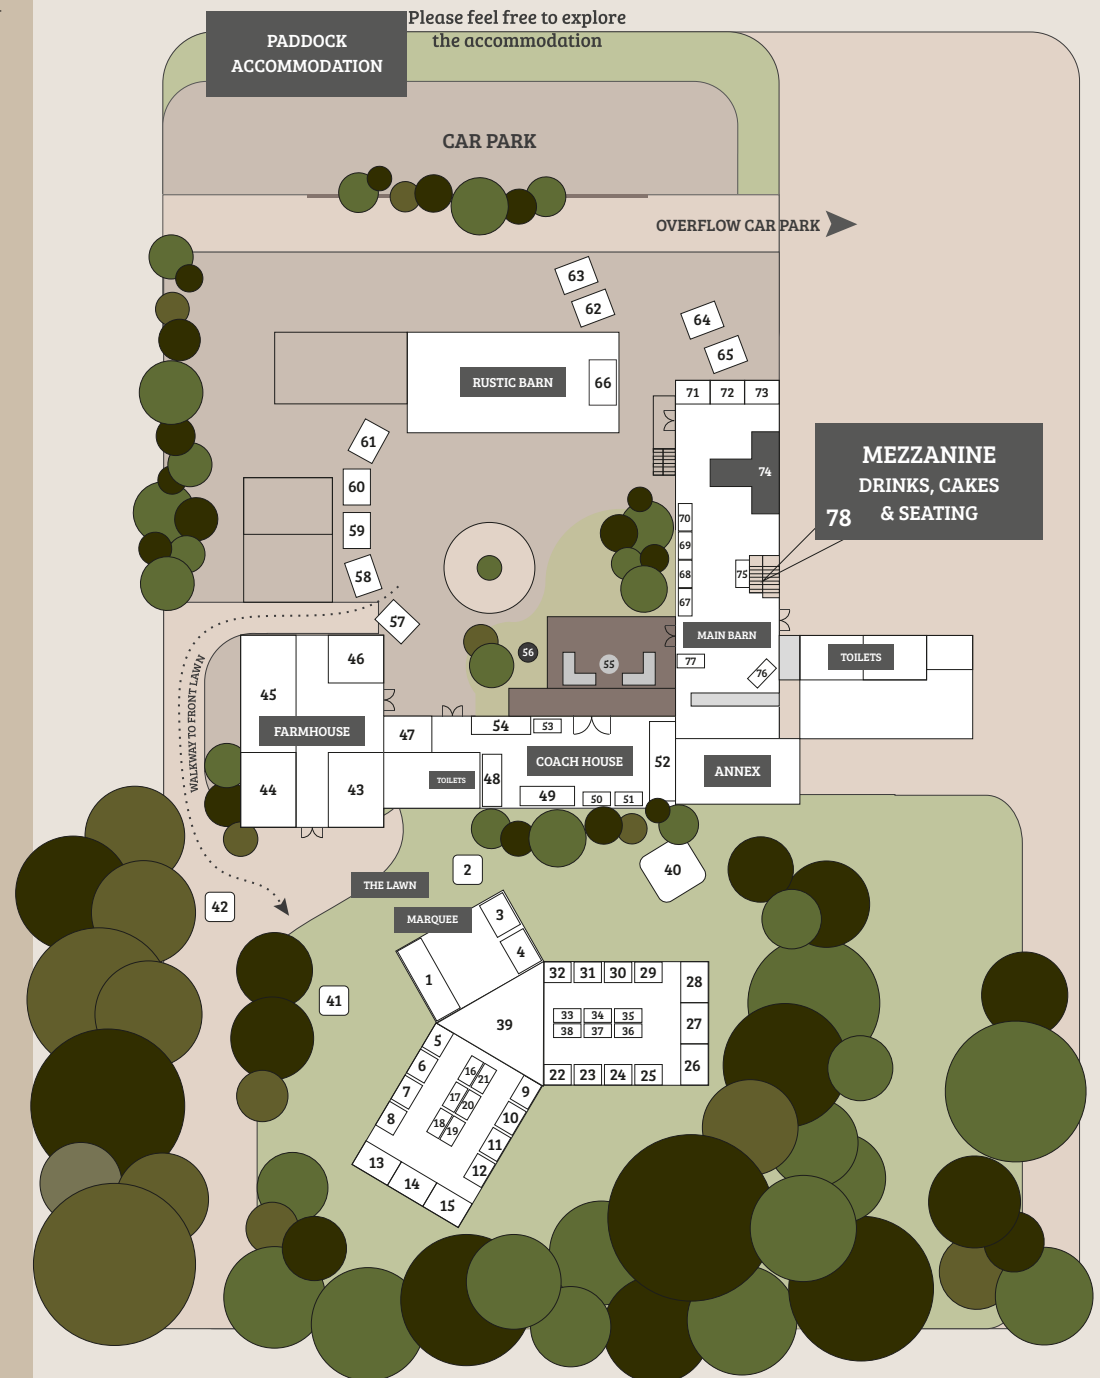 Please feel free to explore
the accommodation
PADDOCK
ACCOMMODATION
CAR PARK
OVERFLOW CAR PARK
63
62
64
65
RUSTIC BARN
66
71 72 73
61
74
MEZZANINE
DRINKS, CAKES
& SEATING
78
60
59
58
57
70
69
68
67
75
MAIN BARN
77
76
TOILETS
56
55
WALKWAY TO FRONT LAWN
46
45
FARMHOUSE
44
43
47
54
53
COACH HOUSE
52
ANNEX
TOILETS
48
49
50
51
2
40
THE LAWN
42
MARQUEE
3
4
1
41
39
32 31 30 29
28
33 34 35
38 37 36
27
26
22 23 24 25
5
6
7
8
16
21
17
20
18
19
9
10
11
12
13
14
15